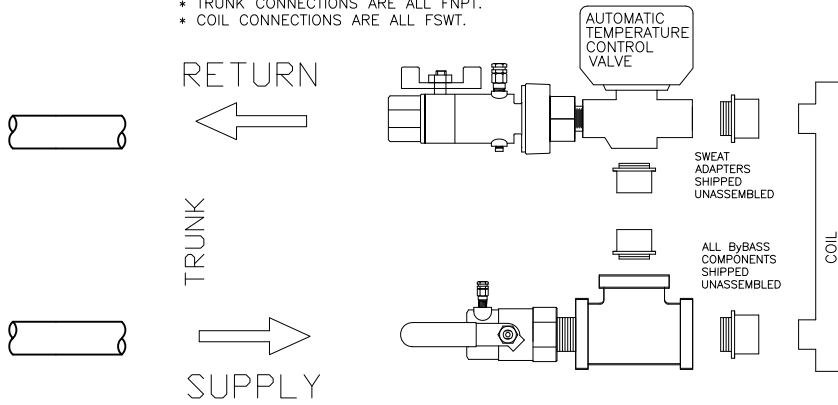 * TRUNK CONNECTIONS ARE ALL FNPT.
* COIL CONNECTIONS ARE ALL FSWT.
RETURN
AUTOMATIC
TEMPERATURE
CONTROL
VALVE
SWEAT
ADAPTERS
SHIPPED
UNASSEMBLED
TRUNK
ALL ByBASS
COMPONENTS
SHIPPED
UNASSEMBLED
COIL
SUPPLY